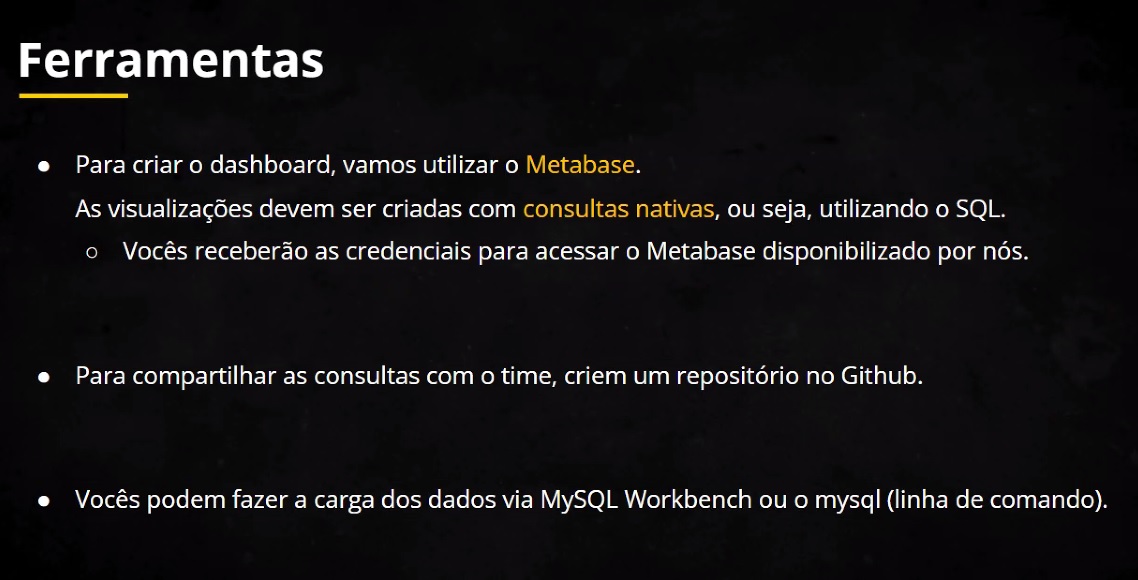 Ferramentas
● Para criar o dashboard, vamos utilizar o Metabase.
As visualizações devem ser criadas com consultas nativas, ou seja, utilizando o SQL.
○ Vocês receberão as credenciais para acessar o Metabase disponibilizado por nós.
● Para compartilhar as consultas com o time, criem um repositório no Github.
● Vocês podem fazer a carga dos dados via MySQL Workbench ou o mysql (linha de comando).